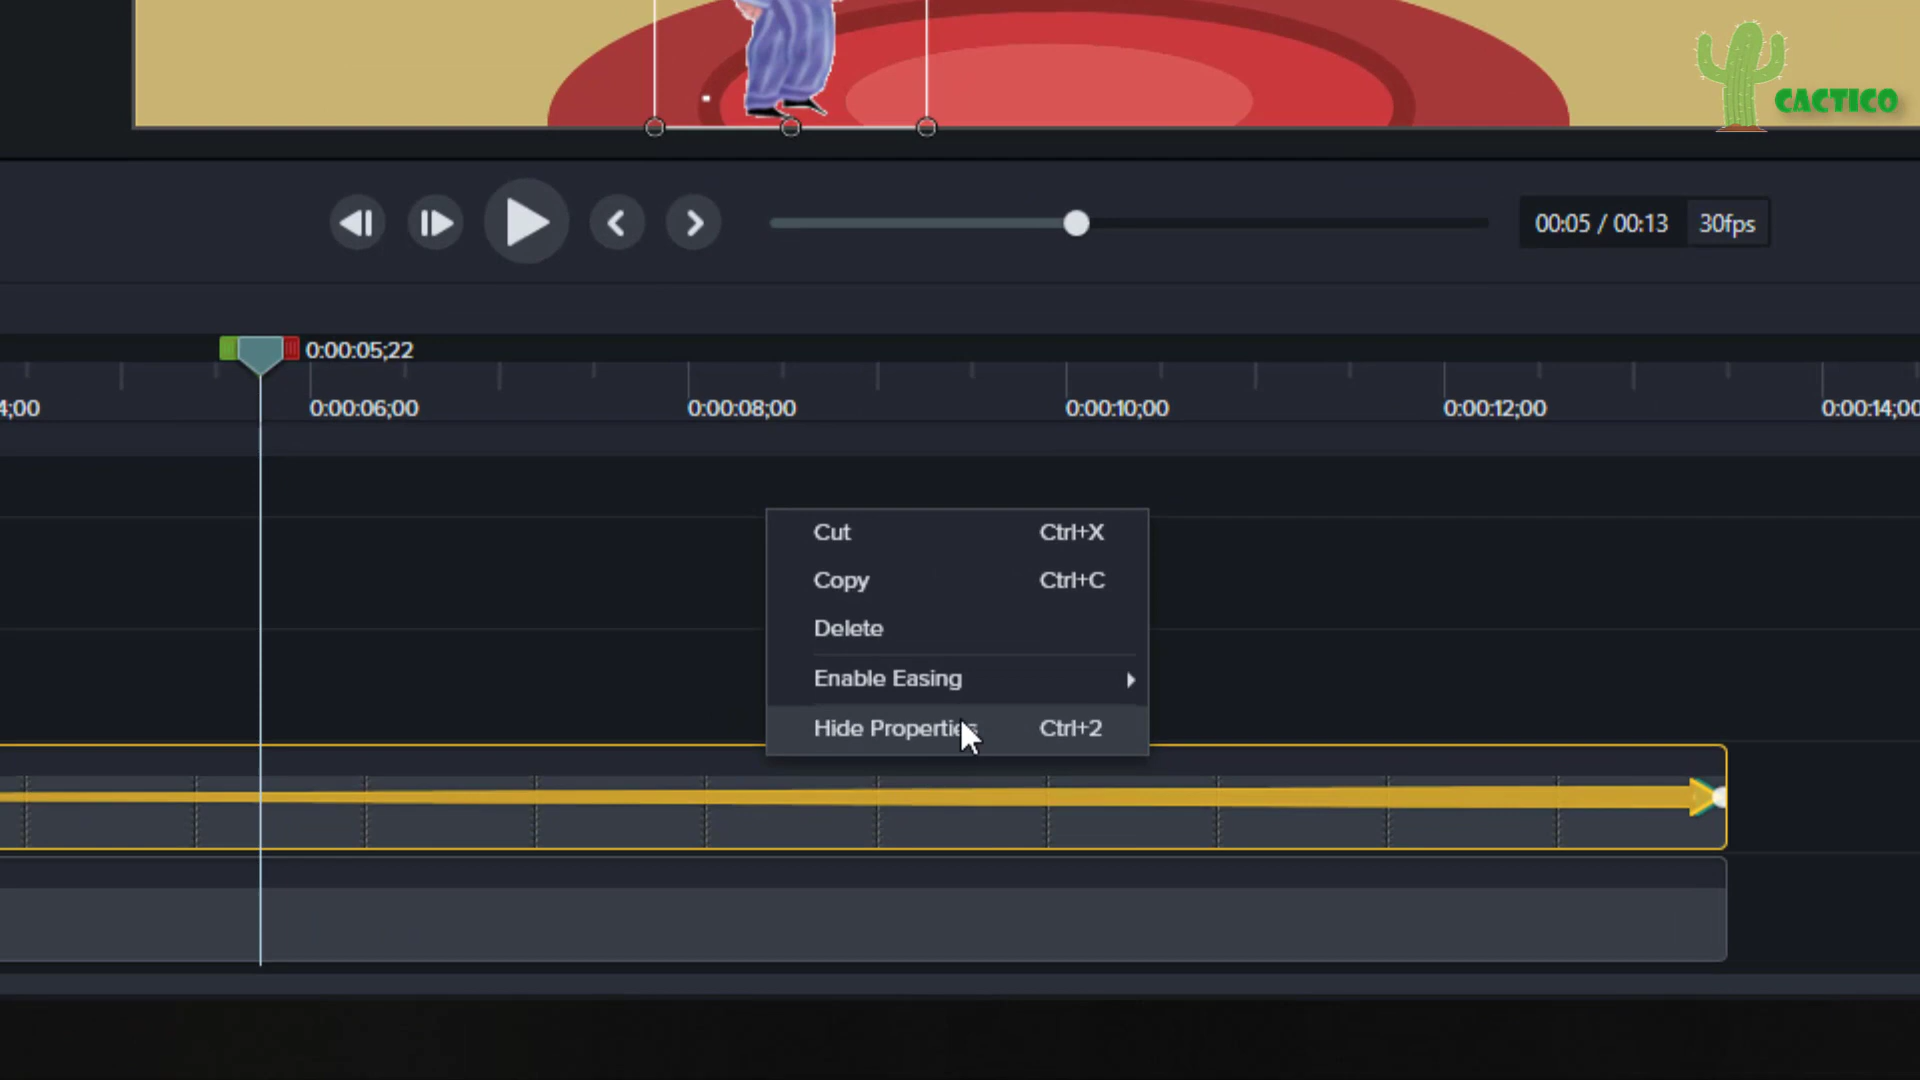 CACTICO
00:05 / 00:13 30fps
0:00:05;22
4;00 0:00:06;00 0:00:08;00 0:00:10;00 0:00:12;00 0:00:14;00
Cut Ctrl+X
Copy Ctrl+C
Delete
Enable Easing
Hide Properties Ctrl+2